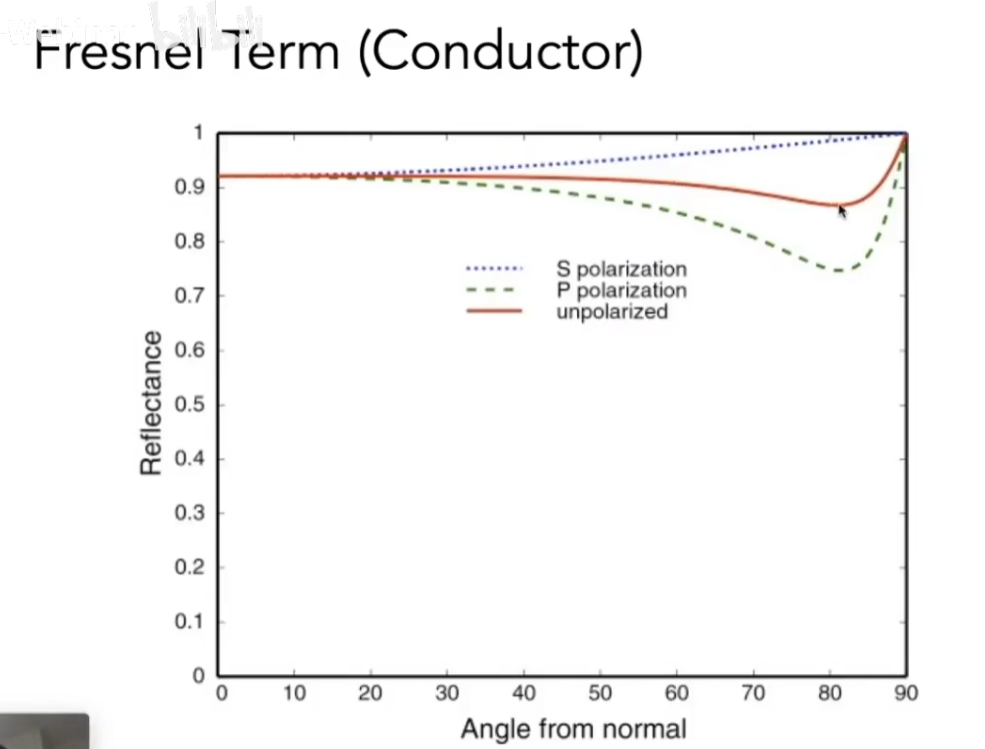 Fresnel Term (Conductor)
bilibili
1
0.9
0.8
0.7
0.6
0.5
0.4
0.3
0.2
0.1
0
Reflectance
S polarization
P polarization
unpolarized
0 10 20 30 40 50 60 70 80 90
Angle from normal